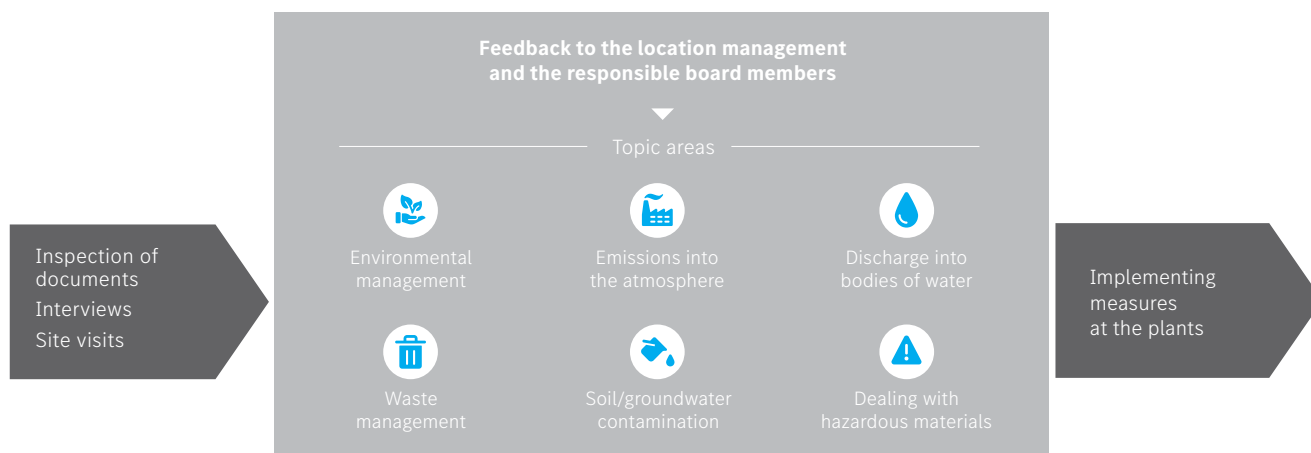 Inspection of
documents
Interviews
Site visits
Feedback to the location management
and the responsible board members
Topic areas
Environmental
management
Emissions into
the atmosphere
Discharge into
bodies of water
Waste
management
Soil/groundwater
contamination
Dealing with
hazardous materials
Implementing
measures
at the plants